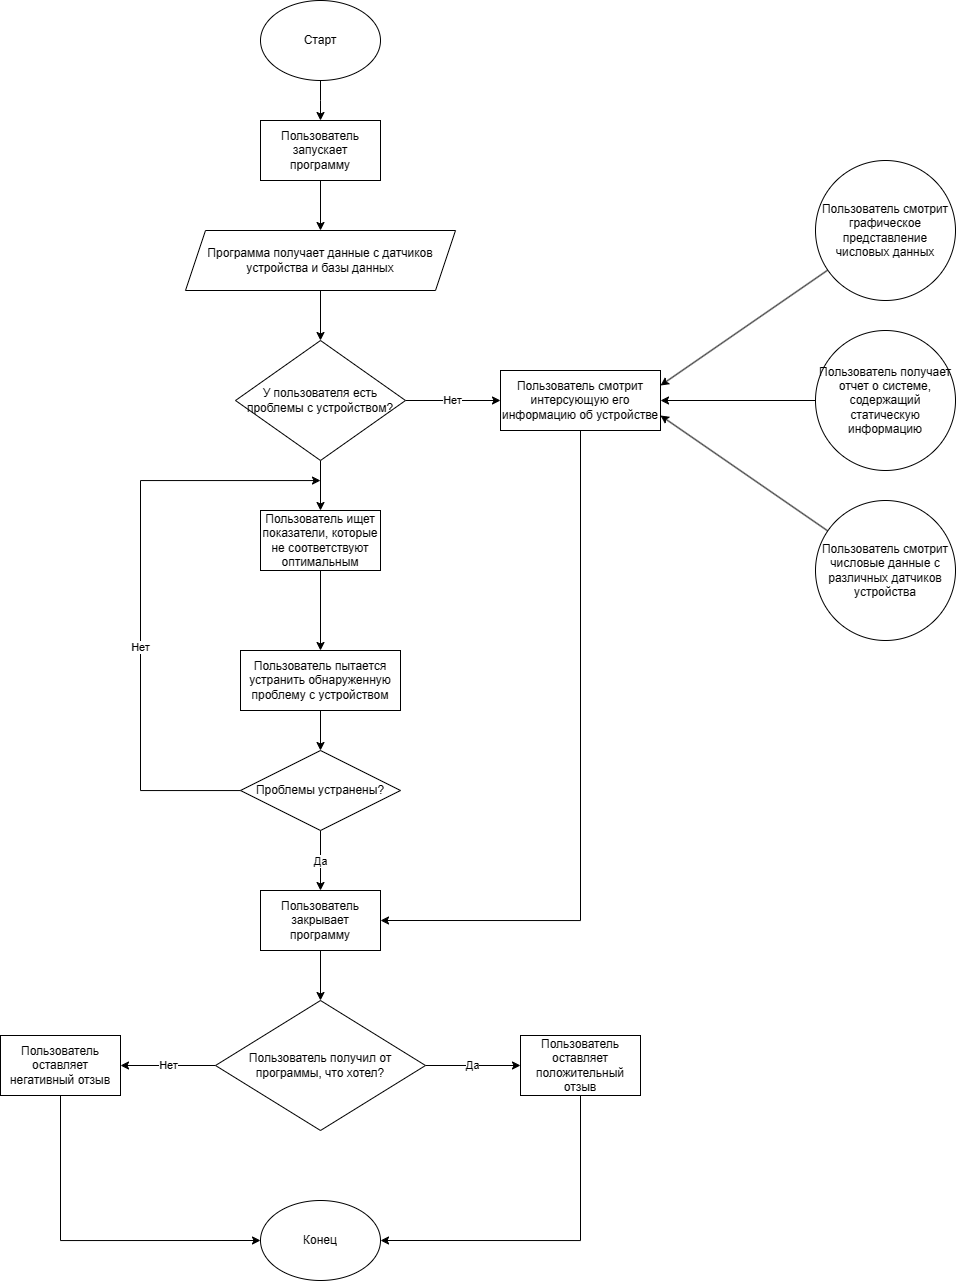 Старт
Пользователь
запускает
программу
Программа получает данные с датчиков
устройства и базы данных
У пользователя есть
проблемы с устройством?
Нет
Пользователь смотрит
интерсующую его
информацию об устройстве
Пользователь смотрит
графическое
представление
числовых данных
Пользователь получает
отчет о системе,
содержащий
статическую
информацию
Пользователь смотрит
числовые данные с
различных датчиков
устройства
Пользователь ищет
показатели, которые
не соответствуют
оптимальным
Нет
Пользователь пытается
устранить обнаруженную
проблему с устройством
Проблемы устранены?
Да
Пользователь
закрывает
программу
Пользователь
оставляет
негативный отзыв
Нет
Пользователь получил от
программы, что хотел?
Да
Пользователь
оставляет
положительный
отзыв
Конец